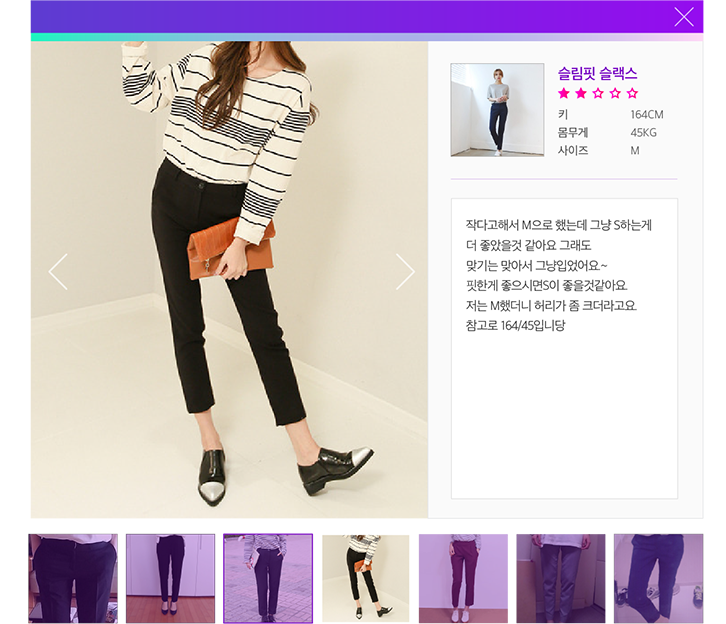 슬림핏 슬랙스
키 164CM
몸무게 45KG
사이즈 M
작다고해서 M으로 했는데 그냥 S하는게
더 좋았을것 같아요 그래도
맞기는 맞아서 그냥입었어요.~
핏한게 좋으시면S이 좋을것같아요.
저는 M했더니 허리가 좀 크더라고요.
참고로 164/45입니당